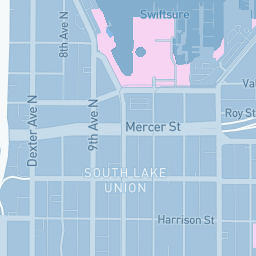 Swiftsure
8th Ave N
Dexter Ave N
9th Ave N
Roy St
Mercer St
SOUTH LAKE
UNION
Harrison St